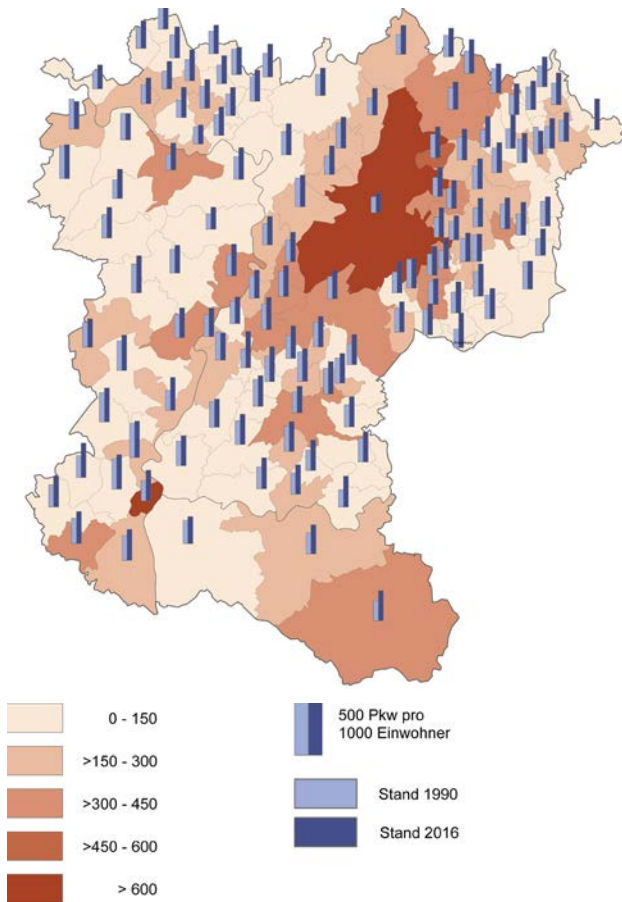 0 - 150
>150 - 300
>300 - 450
>450 - 600
> 600
500 Pkw pro
1000 Einwohner
Stand 1990
Stand 2016